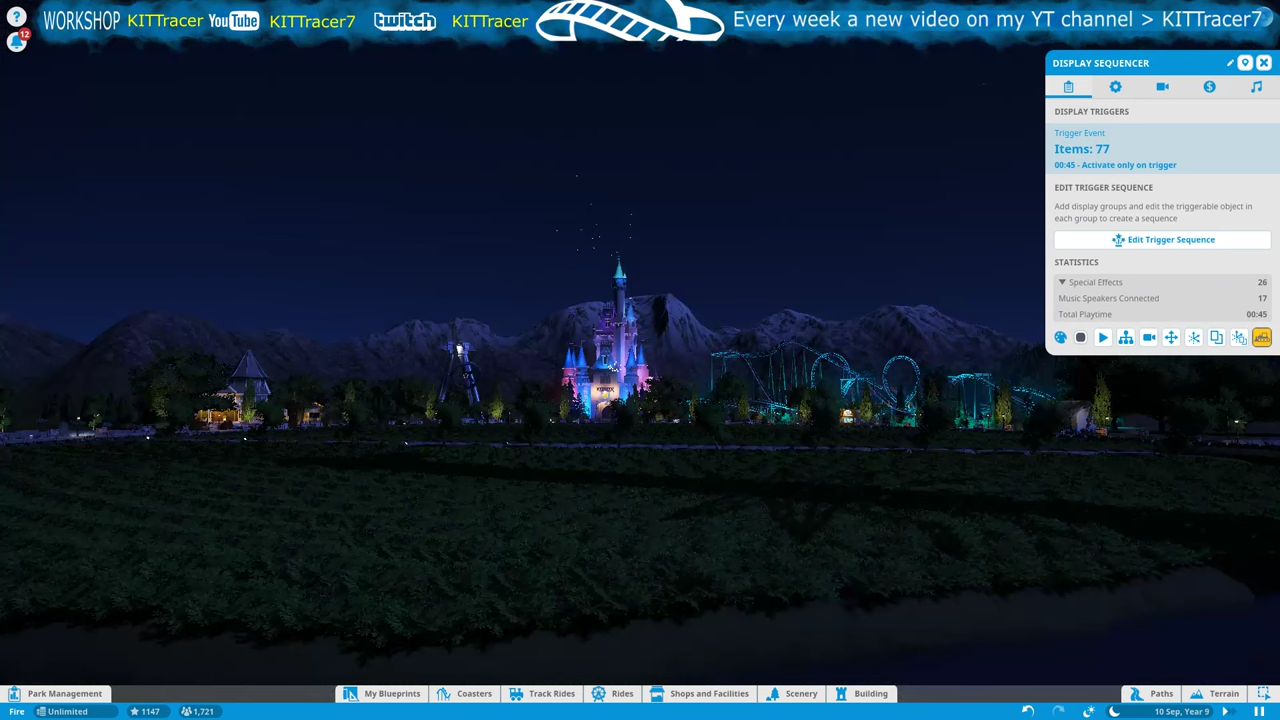 WORKSHOP KITTracer YouTube KITTracer7 twitch KITTracer Every week a new video on my YT channel > KITTracer7
?
12
DISPLAY SEQUENCER
DISPLAY TRIGGERS
Trigger Event
Items: 77
00:45 - Activate only on trigger
EDIT TRIGGER SEQUENCE
Add display groups and edit the triggerable object in
each group to create a sequence
Edit Trigger Sequence
STATISTICS
Special Effects 26
Music Speakers Connected 17
Total Playtime 00:45
Park Management My Blueprints Coasters Track Rides Rides Shops and Facilities Scenery Building Paths Terrain
Fire Unlimited 1147 1,721 10 Sep, Year 9